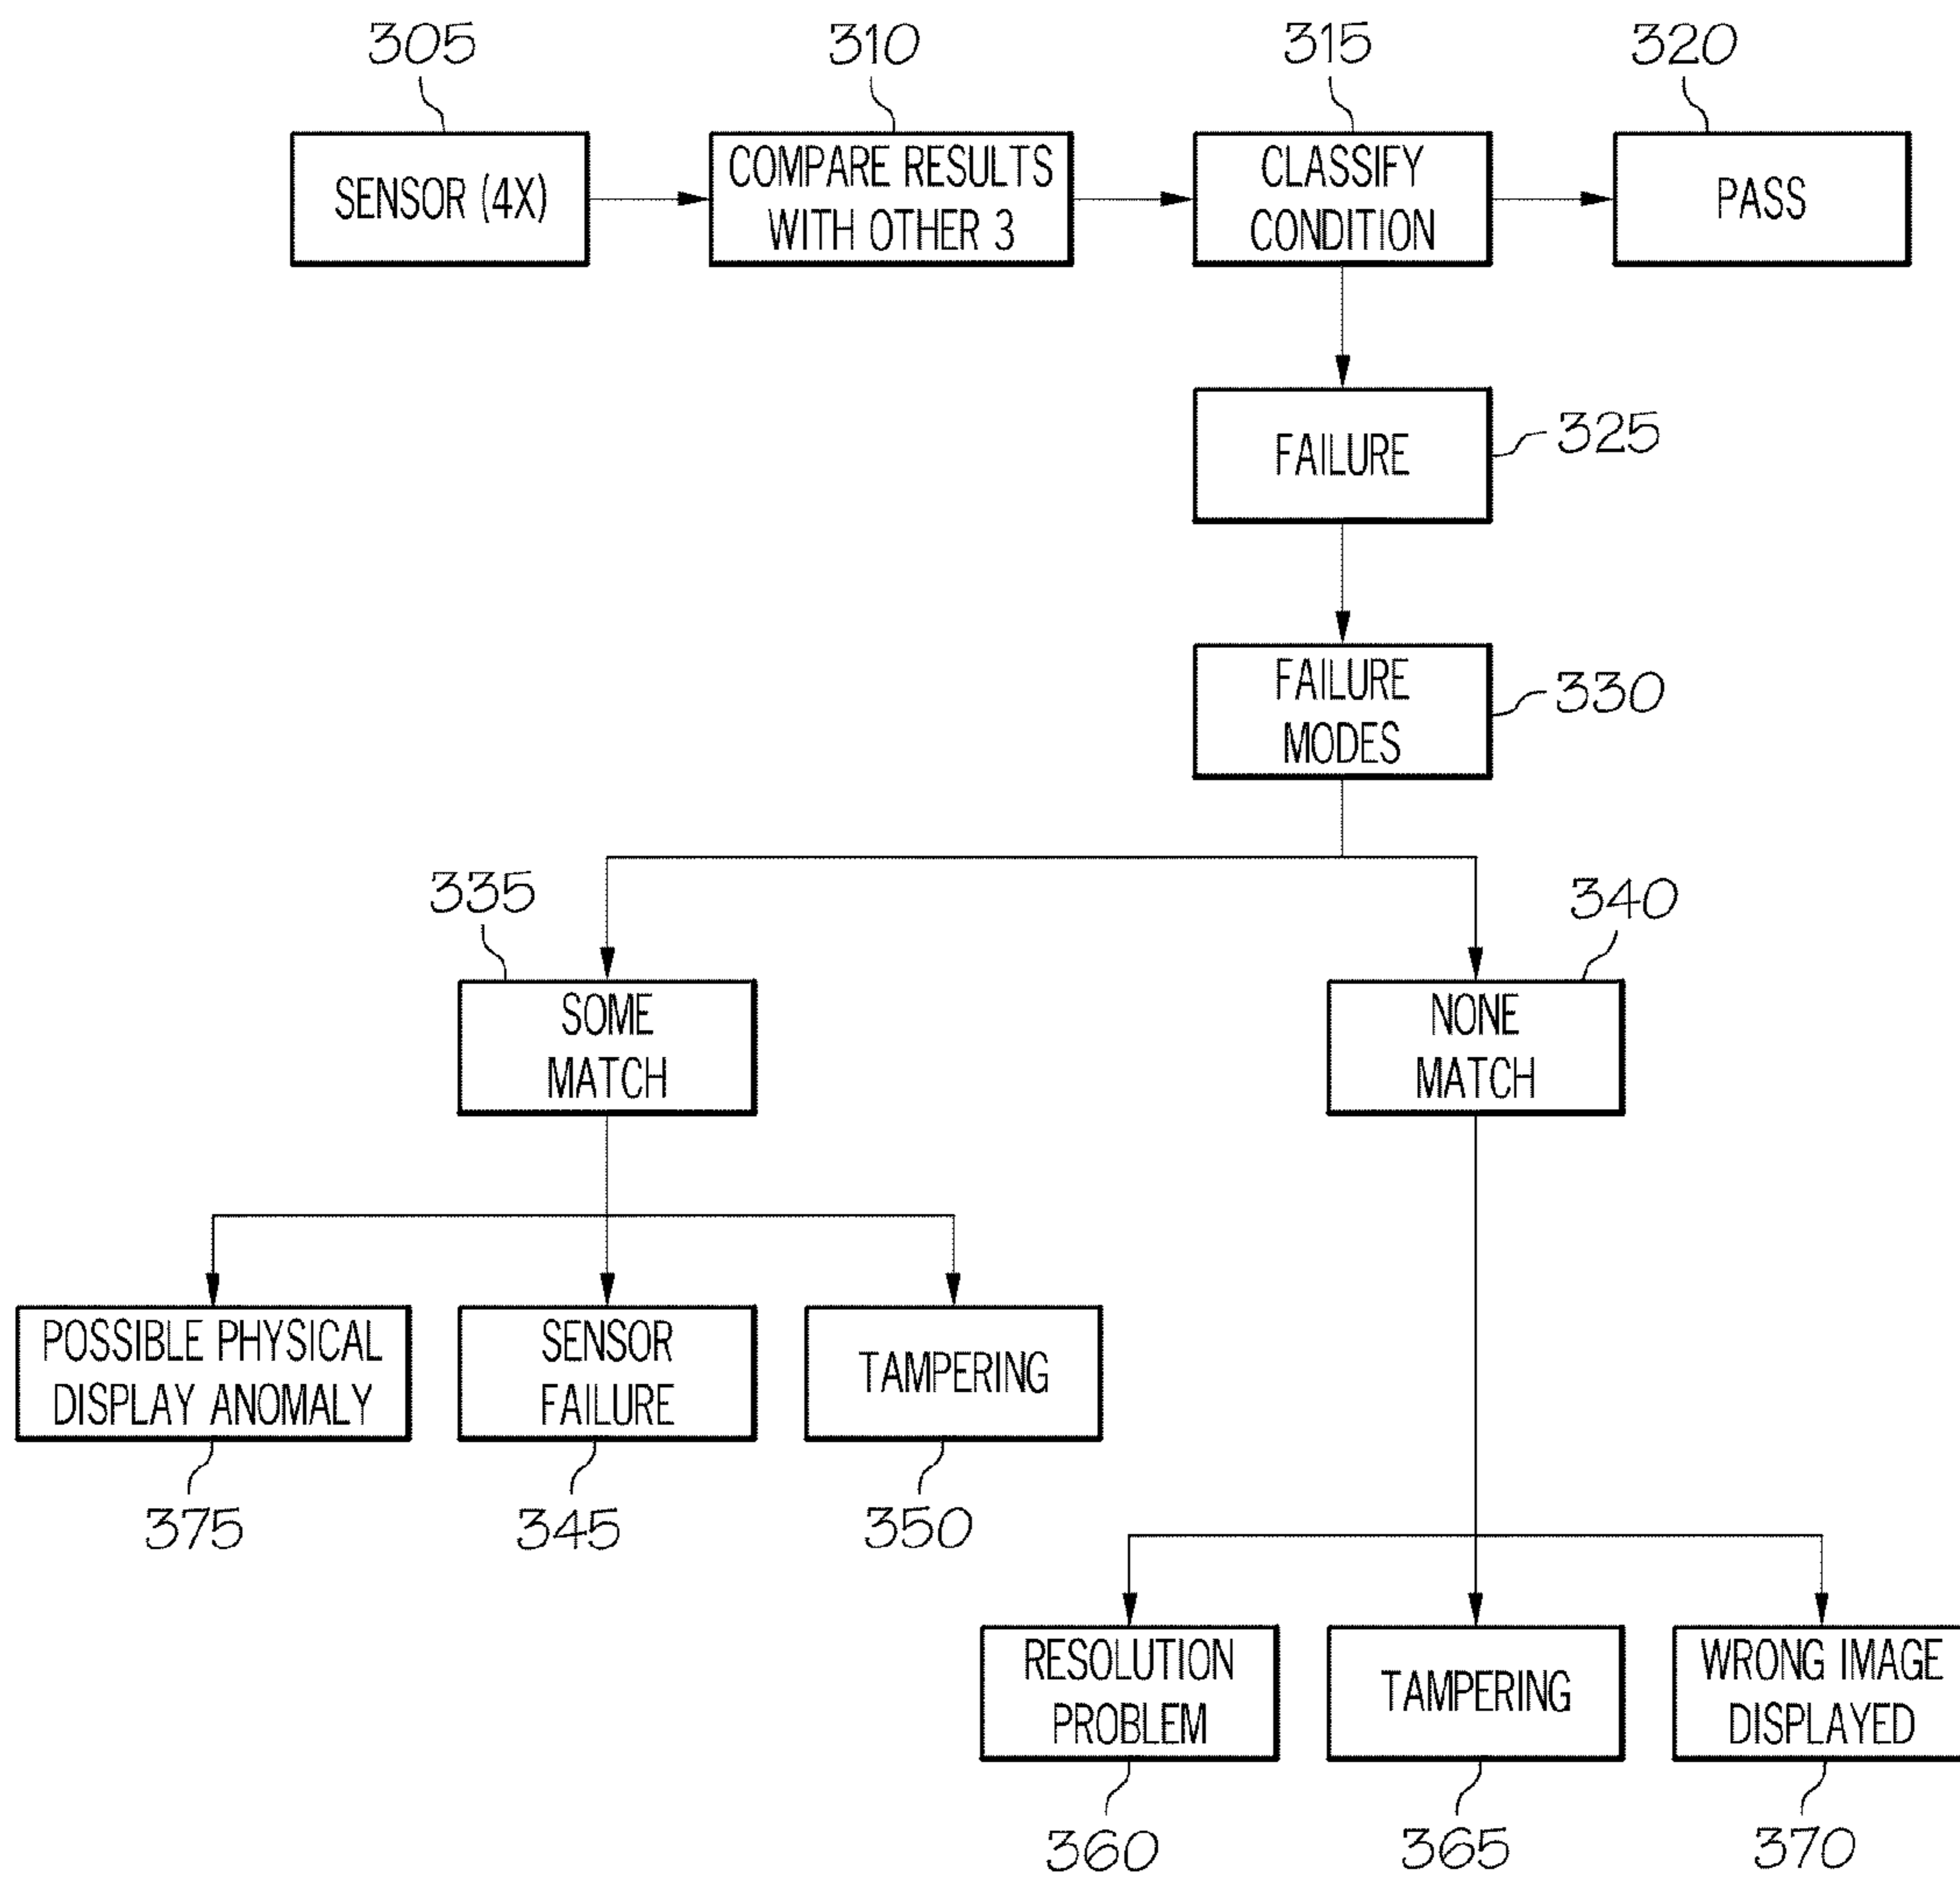 305
310
315
320
SENSOR (4X)
COMPARE RESULTS
WITH OTHER 3
CLASSIFY
CONDITION
PASS
FAILURE
325
FAILURE
MODES
330
335
340
SOME
MATCH
NONE
MATCH
POSSIBLE PHYSICAL
DISPLAY ANOMALY
SENSOR
FAILURE
TAMPERING
375
345
350
RESOLUTION
PROBLEM
TAMPERING
WRONG IMAGE
DISPLAYED
360
365
370